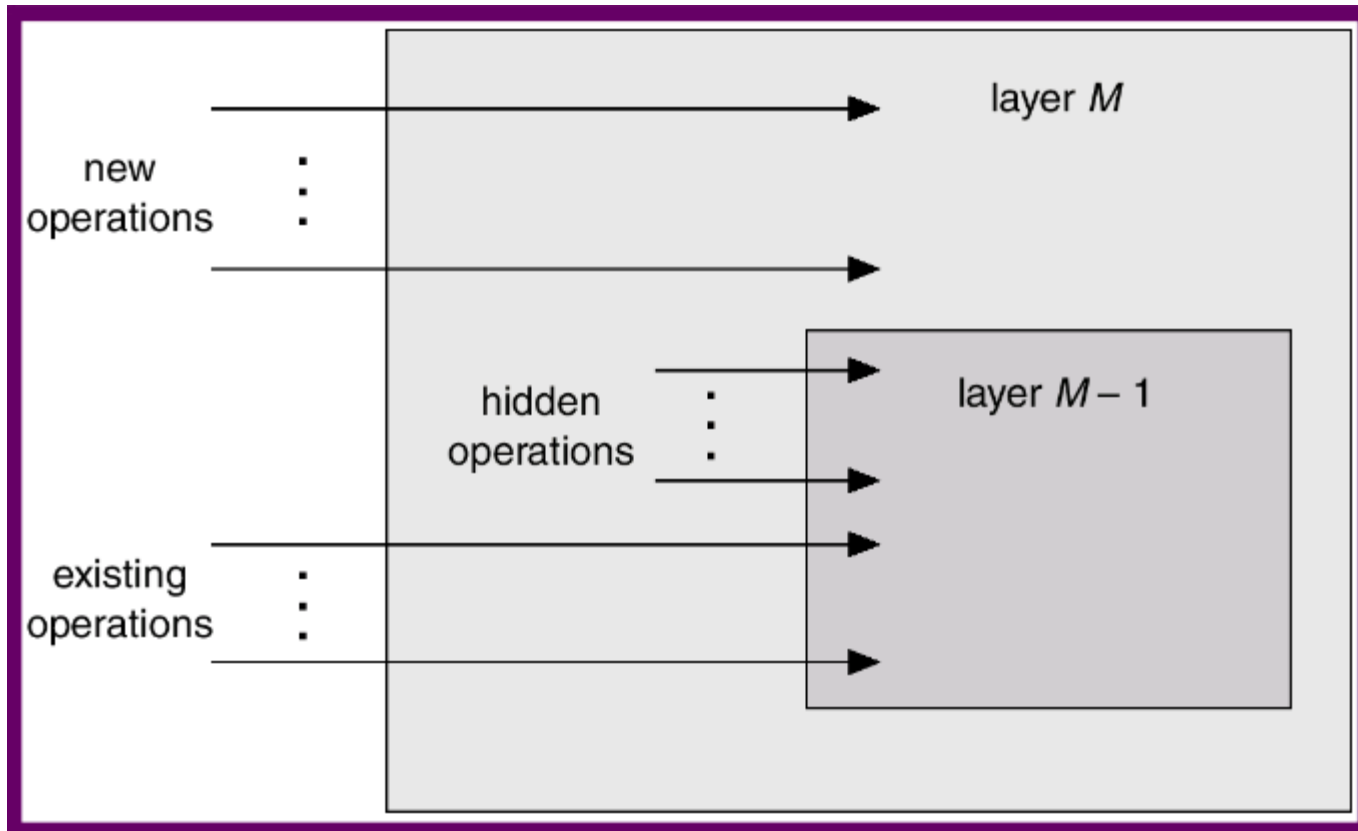 layer M
new
operations
hidden
operations
layer M – 1
existing
operations